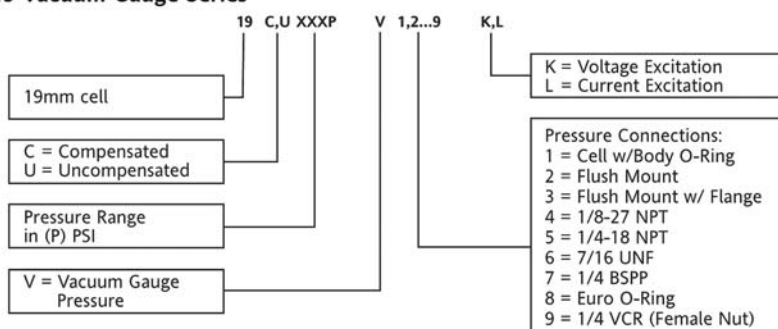 Vacuum Gauge Series
19 C,U XXXP V 1,2...9 K,L
19mm cell
C = Compensated
U = Uncompensated
Pressure Range
in (P) PSI
V = Vacuum Gauge
Pressure
K = Voltage Excitation
L = Current Excitation
Pressure Connections:
1 = Cell w/Body O-Ring
2 = Flush Mount
3 = Flush Mount w/ Flange
4 = 1/8-27 NPT
5 = 1/4-18 NPT
6 = 7/16 UNF
7 = 1/4 BSPP
8 = Euro O-Ring
9 = 1/4 VCR (Female Nut)